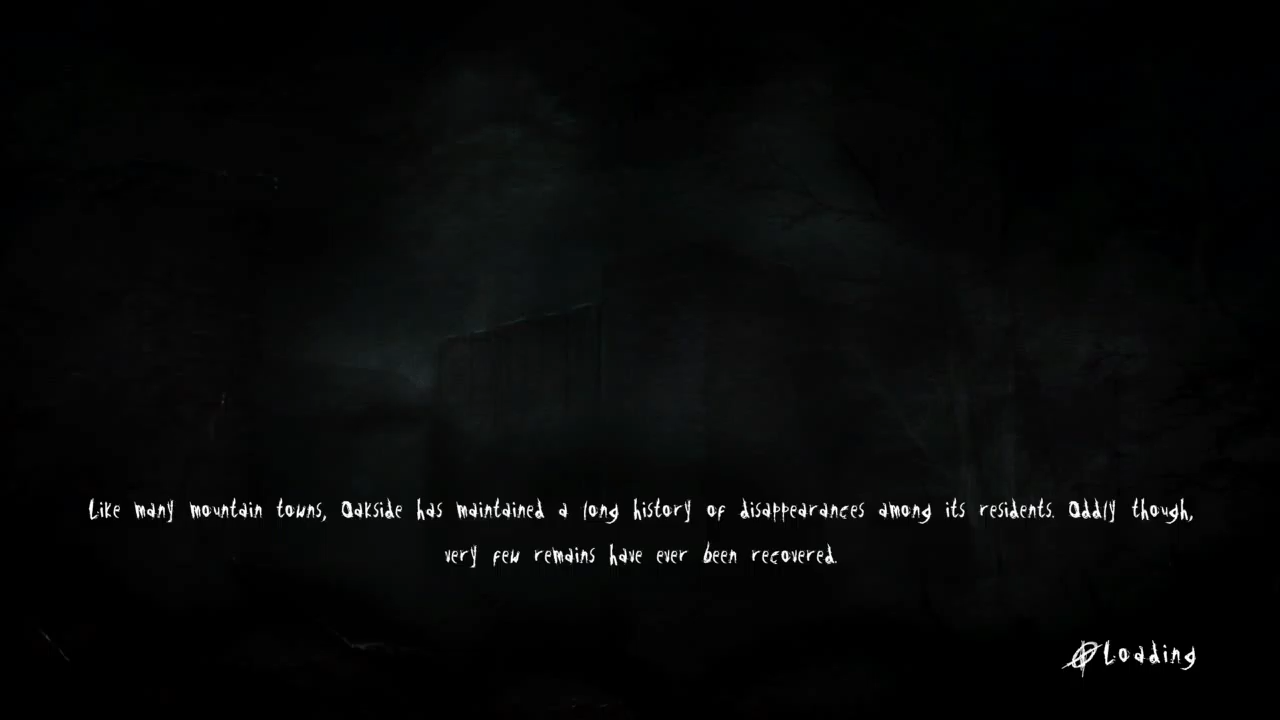 Like many mountain towns, Oakside has maintained a long history of disappearances among its residents. Oddly though,
very few remains have ever been recovered.
Loading